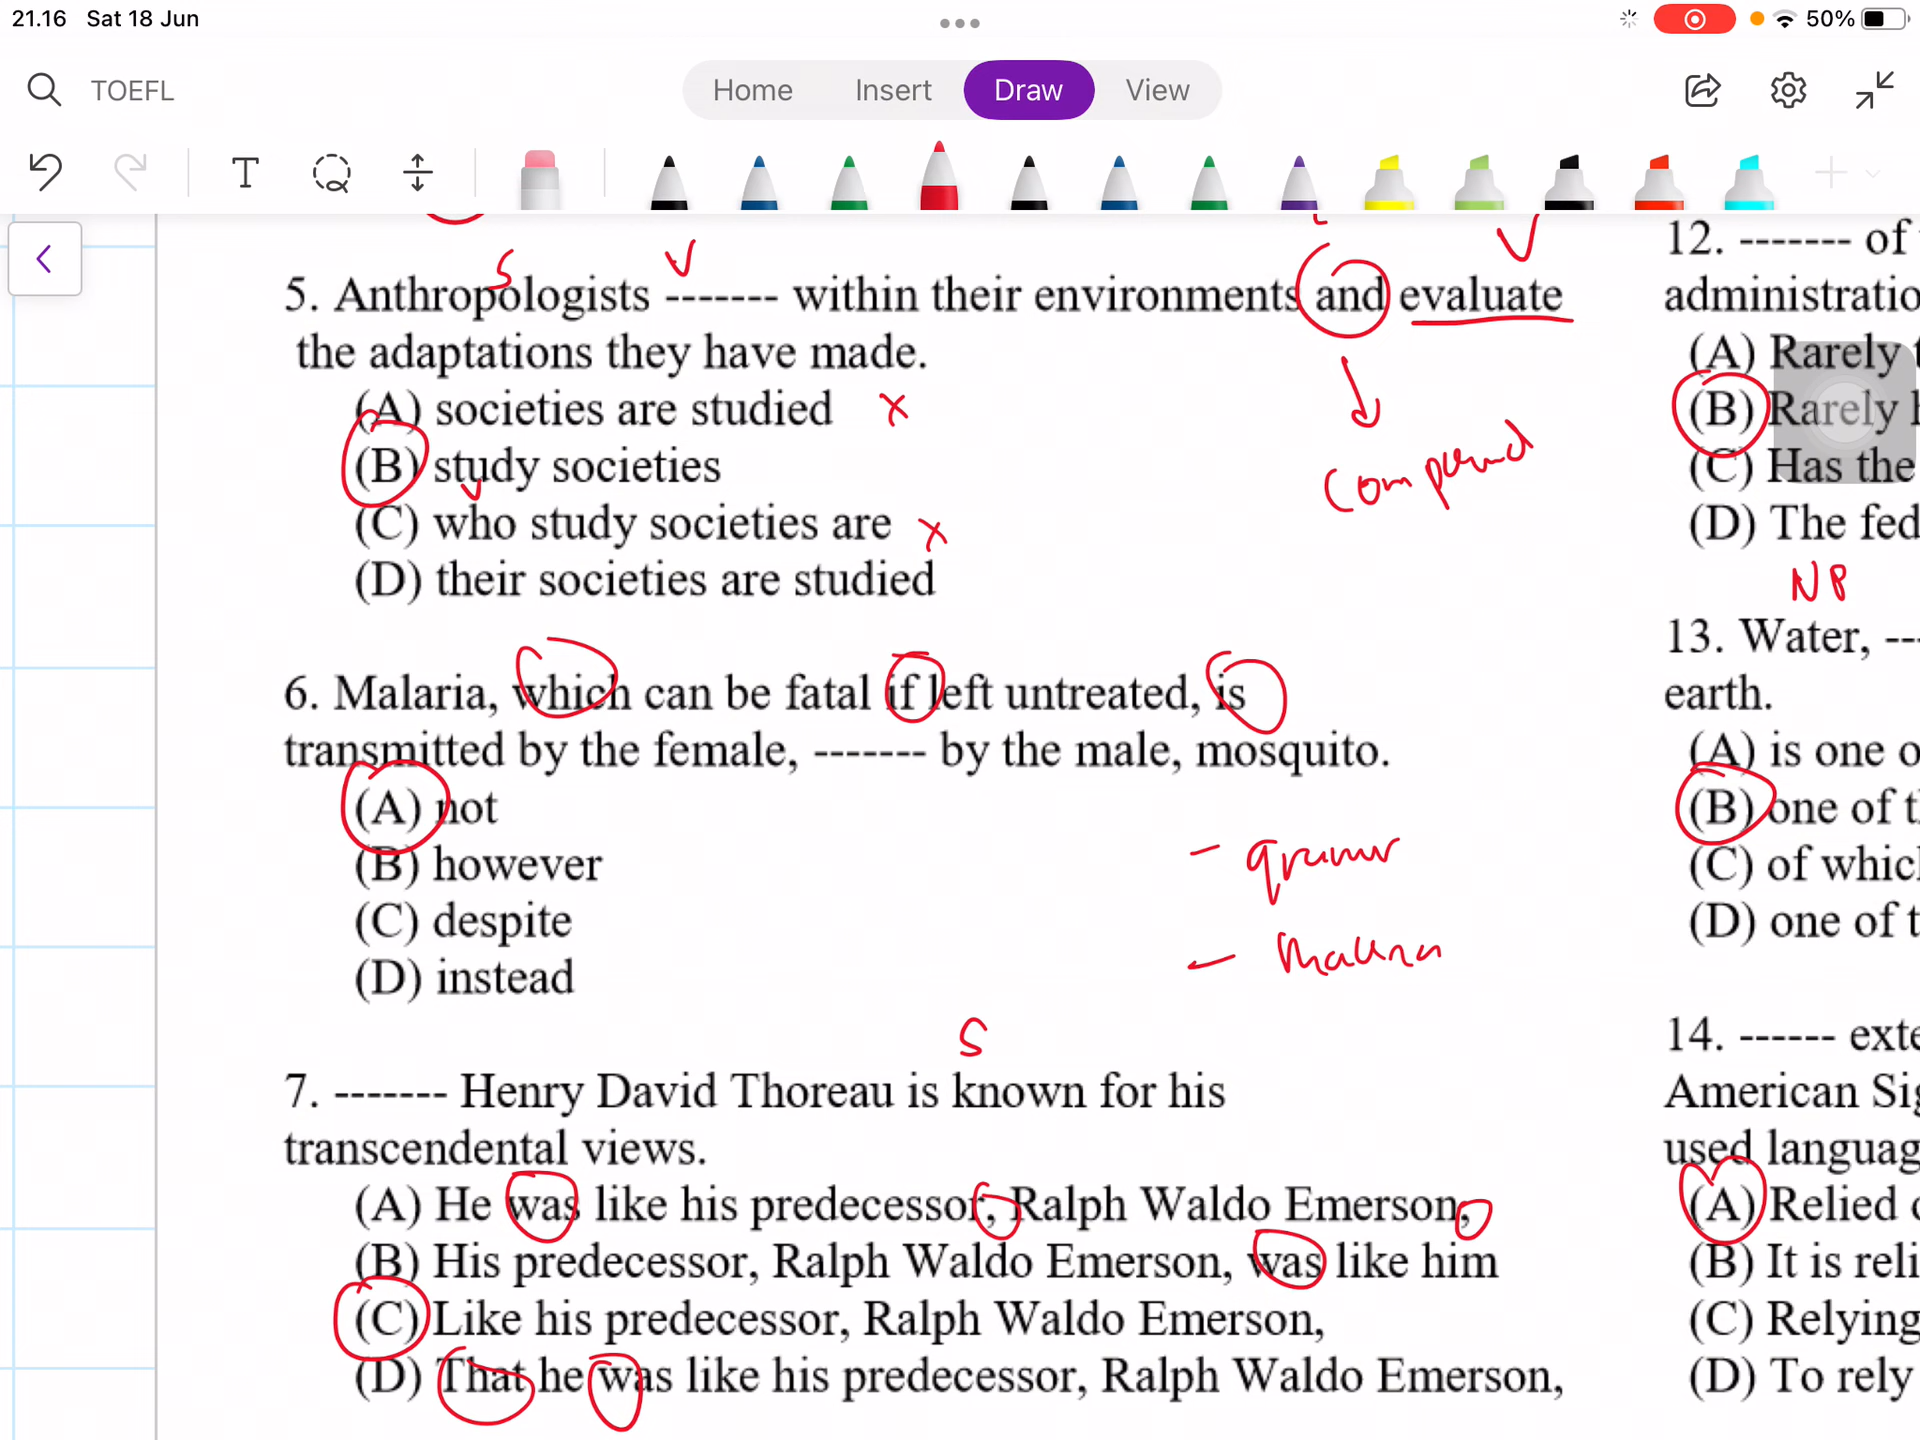 21.16 Sat 18 Jun
50%
TOEFL
Home Insert Draw View
T
S V V
5. Anthropologists ------- within their environments and evaluate
the adaptations they have made.
(A) societies are studied x
(B) study societies
v
(C) who study societies are x
(D) their societies are studied
Compound
6. Malaria, which can be fatal if left untreated, is
transmitted by the female, ------- by the male, mosquito.
(A) not
(B) however
(C) despite
(D) instead
S
7. ------- Henry David Thoreau is known for his
transcendental views.
(A) He was like his predecessor, Ralph Waldo Emerson,
(B) His predecessor, Ralph Waldo Emerson, was like him
(C) Like his predecessor, Ralph Waldo Emerson,
(D) That he was like his predecessor, Ralph Waldo Emerson,
12. ------- of
administratio
(A) Rarely
(B) Rarely
(C) Has the
(D) The fed
NP
13. Water, ---
earth.
(A) is one o
(B) one of t
(C) of which
(D) one of t
14. ------ exte
American Sig
used languag
(A) Relied
(B) It is reli
(C) Relying
(D) To rely